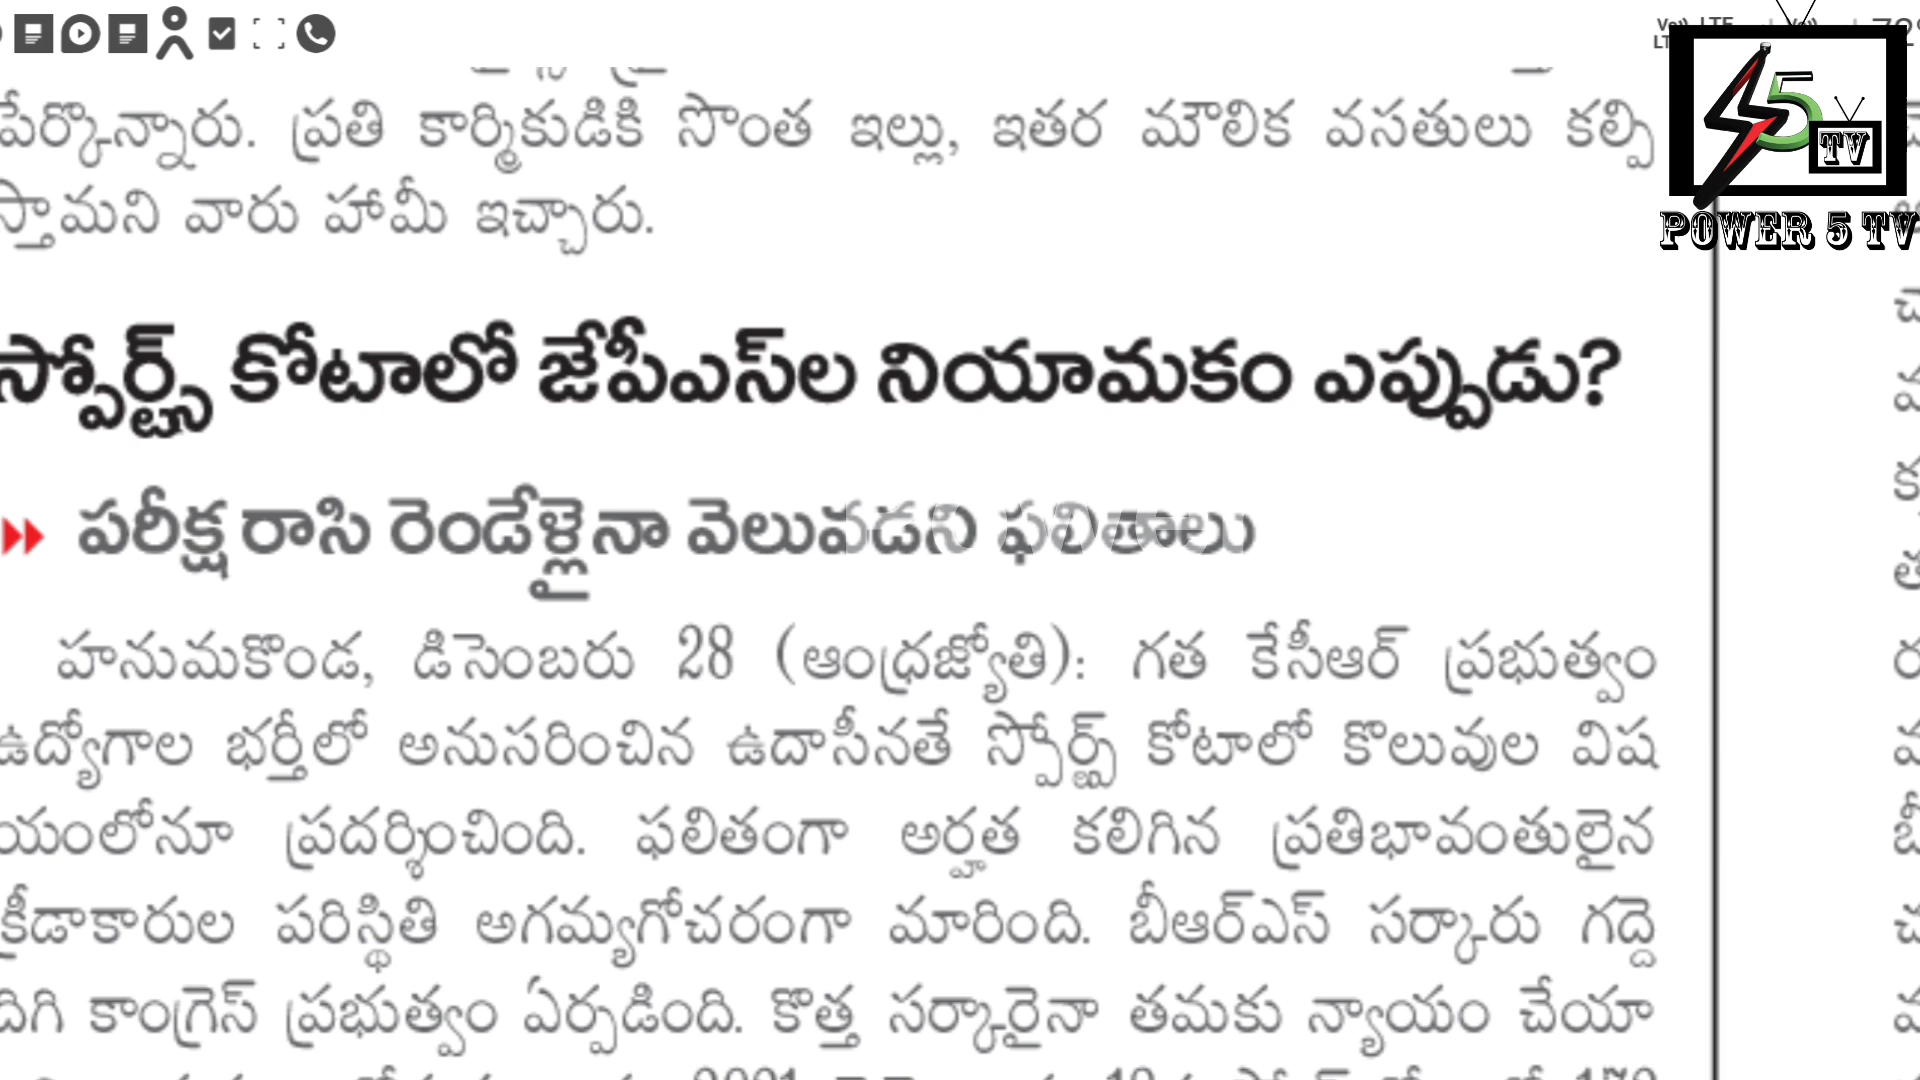 పేర్కొన్నారు. ప్రతి కార్మికుడికి సొంత ఇల్లు, ఇతర మౌలిక వసతులు కల్పి
స్తామని వారు హామీ ఇచ్చారు.
స్పోర్ట్స్ కోటాలో జేపీఎస్‌ల నియామకం ఎప్పుడు?
పరీక్ష రాసి రెండేళ్లైనా వెలువడని ఫలితాలు
హనుమకొండ, డిసెంబరు 28 (ఆంధ్రజ్యోతి): గత కేసీఆర్ ప్రభుత్వం
ఉద్యోగాల భర్తీలో అనుసరించిన ఉదాసీనతే స్పోర్ట్స్ కోటాలో కొలువుల విష
యంలోనూ ప్రదర్శించింది. ఫలితంగా అర్హత కలిగిన ప్రతిభావంతులైన
క్రీడాకారుల పరిస్థితి అగమ్యగోచరంగా మారింది. బీఆర్ఎస్ సర్కారు గద్దె
దిగి కాంగ్రెస్ ప్రభుత్వం ఏర్పడింది. కొత్త సర్కారైనా తమకు న్యాయం చేయా
5
TV
POWER 5 TV